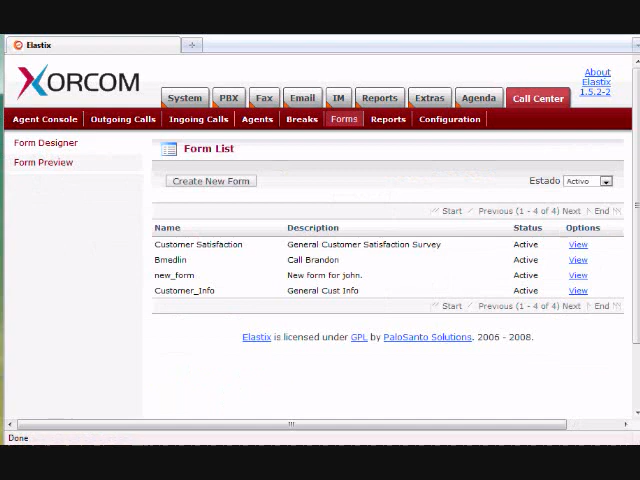 Elastix
XORCOM
About Elastix 1.5.2-2
System PBX Fax Email IM Reports Extras Agenda Call Center
Agent Console Outgoing Calls Ingoing Calls Agents Breaks Forms Reports Configuration
Form Designer
Form Preview
Form List
Create New Form Estado Activo
Start Previous (1 - 4 of 4) Next End
Name Description Status Options
Customer Satisfaction General Customer Satisfaction Survey Active View
Bmedlin Call Brandon Active View
new_form New form for john. Active View
Customer_Info General Cust Info Active View
Start Previous (1 - 4 of 4) Next End
Elastix is licensed under GPL by PaloSanto Solutions. 2006 - 2008.
Done